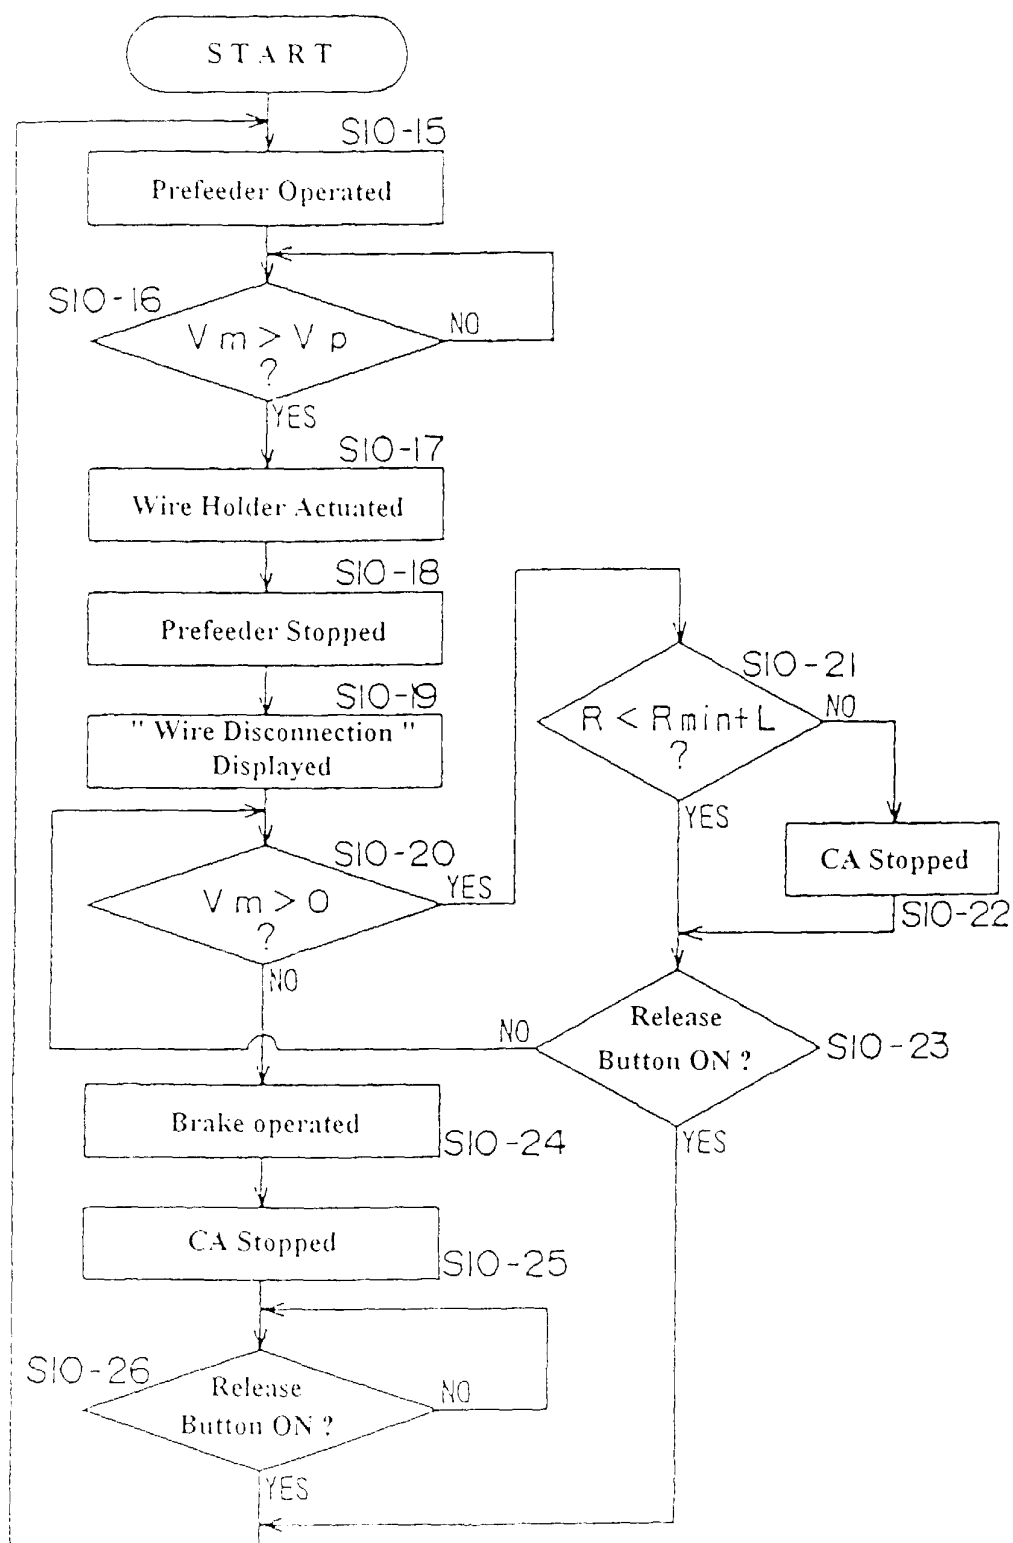 START
S10-15
Prefeeder Operated
S10-16
Vm > Vp
?
NO
YES
S10-17
Wire Holder Actuated
S10-18
Prefeeder Stopped
S10-19
" Wire Disconnection "
Displayed
S10-20
Vm > 0
?
YES
NO
S10-21
R < Rmin+L
?
NO
YES
CA Stopped
S10-22
Release
Button ON ?
S10-23
NO
YES
Brake operated
S10-24
CA Stopped
S10-25
S10-26
Release
Button ON ?
NO
YES